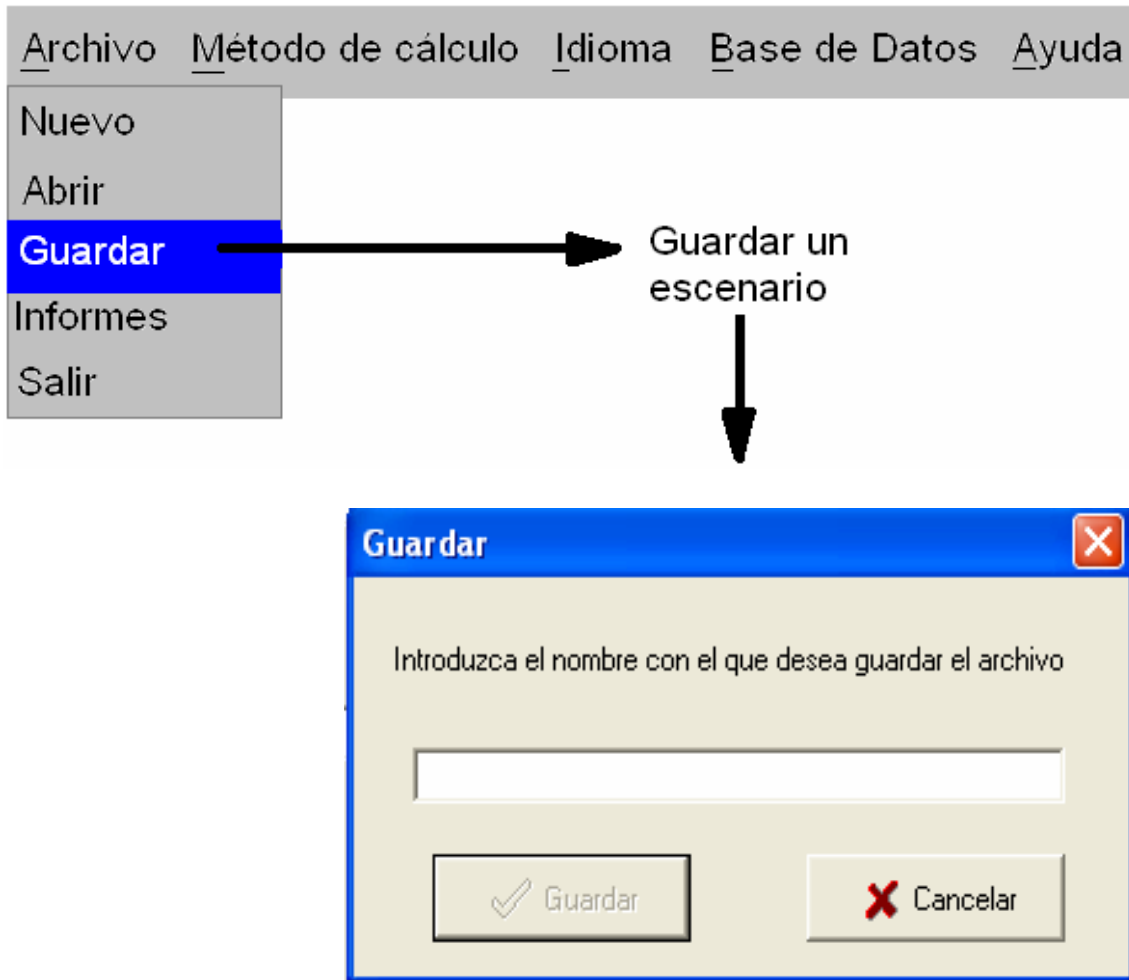 Archivo Método de cálculo Idioma Base de Datos Ayuda
Nuevo
Abrir
Guardar
Informes
Salir
Guardar un
escenario
Guardar
Introduzca el nombre con el que desea guardar el archivo
Guardar Cancelar